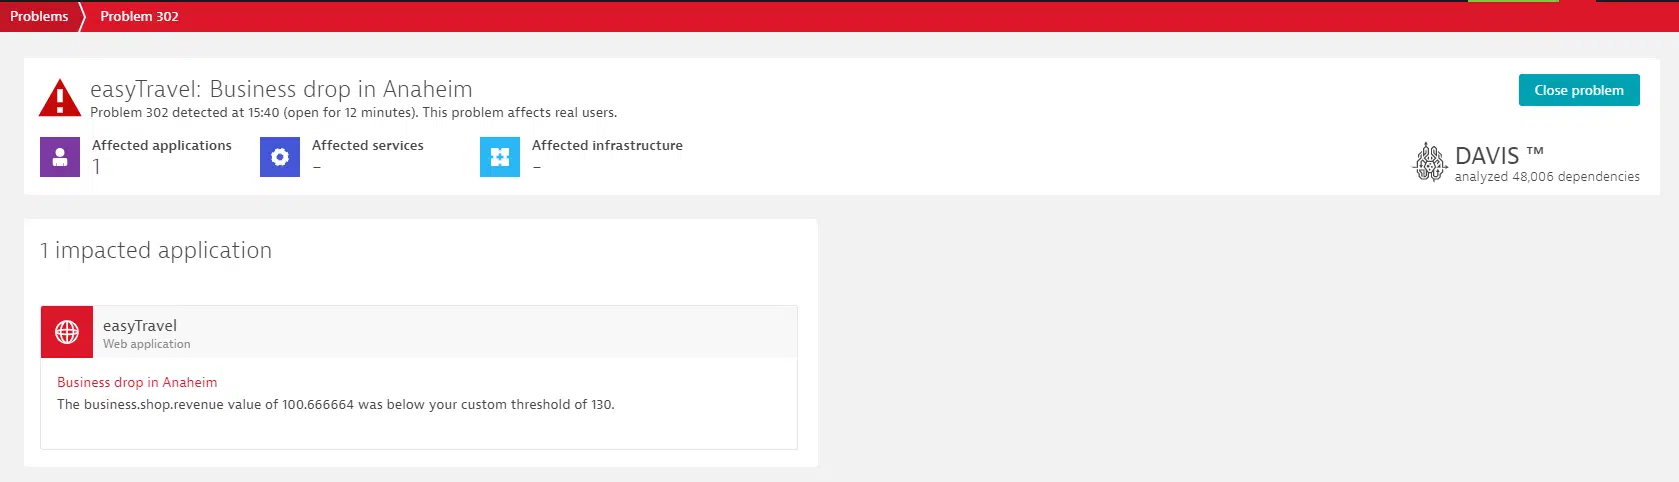 Problems
Problem 302
easyTravel: Business drop in Anaheim
Problem 302 detected at 15:40 (open for 12 minutes). This problem affects real users.
Close problem
Affected applications
1
Affected services
–
Affected infrastructure
–
DAVIS ™
analyzed 48,006 dependencies
1 impacted application
easyTravel
Web application
Business drop in Anaheim
The business.shop.revenue value of 100.666664 was below your custom threshold of 130.